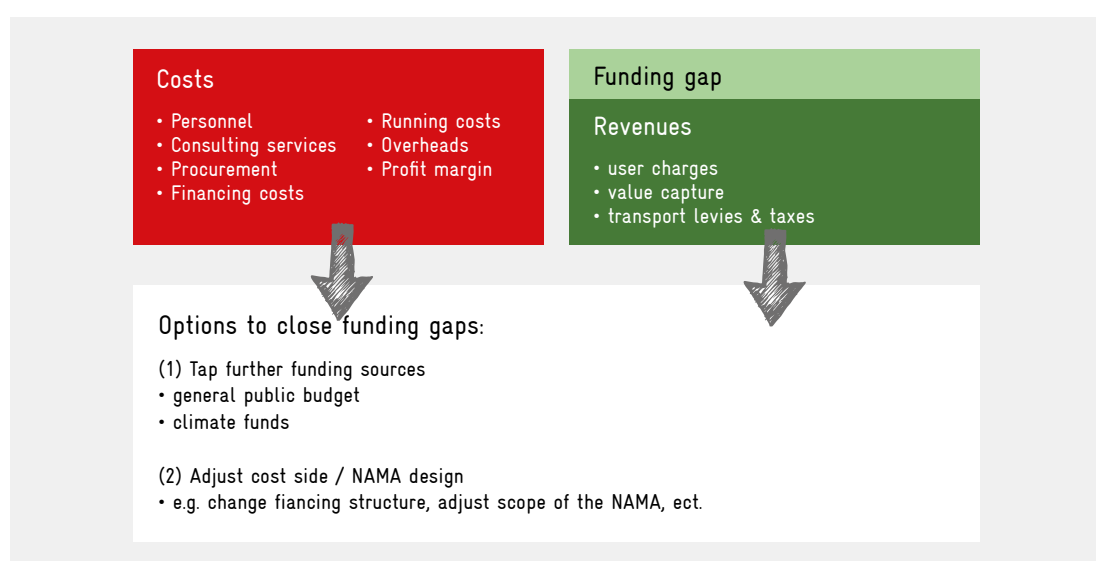 Costs
• Personnel
• Consulting services
• Procurement
• Financing costs
• Running costs
• Overheads
• Profit margin
Funding gap
Revenues
• user charges
• value capture
• transport levies & taxes
Options to close funding gaps:
(1) Tap further funding sources
• general public budget
• climate funds
(2) Adjust cost side / NAMA design
• e.g. change fiancing structure, adjust scope of the NAMA, ect.